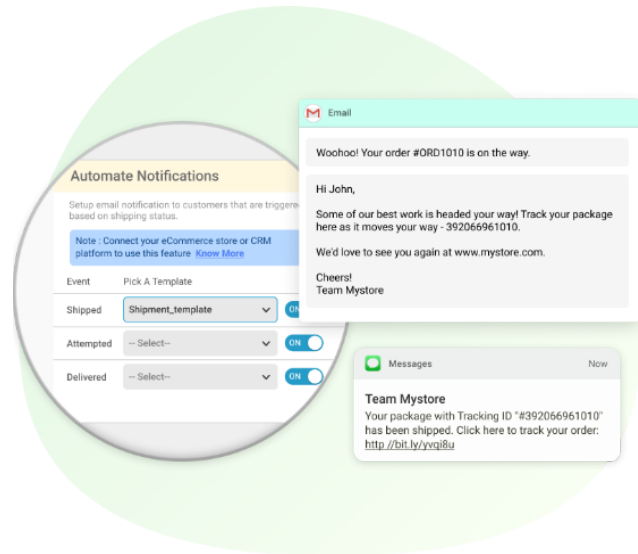 Automate Notifications
Setup email notification to customers that are triggered
based on shipping status.
Note : Connect your eCommerce store or CRM
platform to use this feature Know More
Event Pick A Template
Shipped Shipment_template ON
Attempted -- Select-- ON
Delivered -- Select-- ON
Email
Woohoo! Your order #ORD1010 is on the way.
Hi John,
Some of our best work is headed your way! Track your package
here as it moves your way - 392066961010.
We'd love to see you again at www.mystore.com.
Cheers!
Team Mystore
Messages Now
Team Mystore
Your package with Tracking ID "#392066961010"
has been shipped. Click here to track your order:
http //bit.ly/yvqi8u